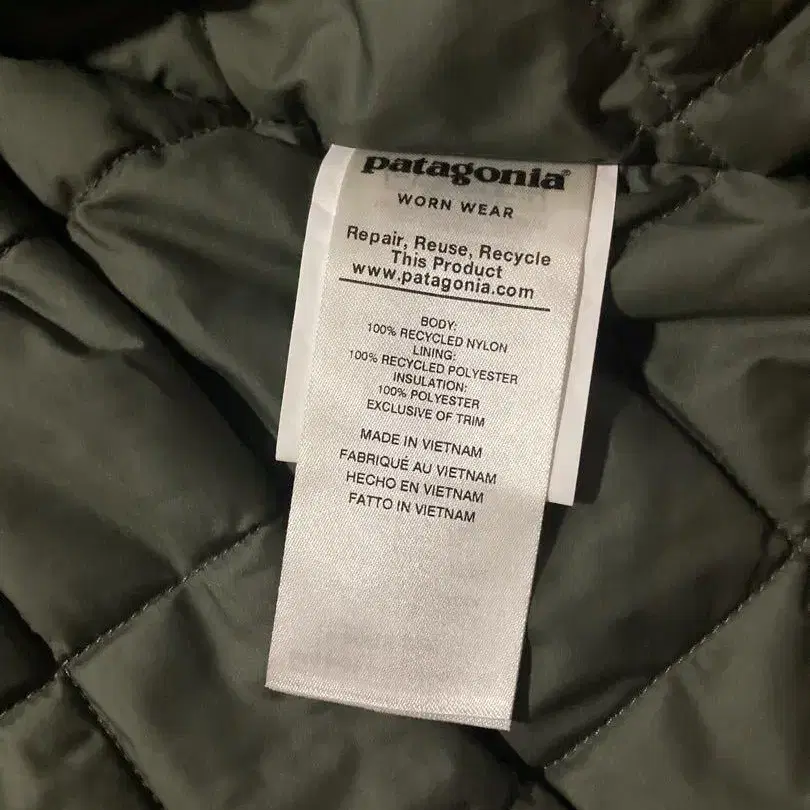 patagonia®
WORN WEAR
Repair, Reuse, Recycle
This Product
www.patagonia.com
BODY:
100% RECYCLED NYLON
LINING:
100% RECYCLED POLYESTER
INSULATION:
100% POLYESTER
EXCLUSIVE OF TRIM
MADE IN VIETNAM
FABRIQUÉ AU VIETNAM
HECHO EN VIETNAM
FATTO IN VIETNAM